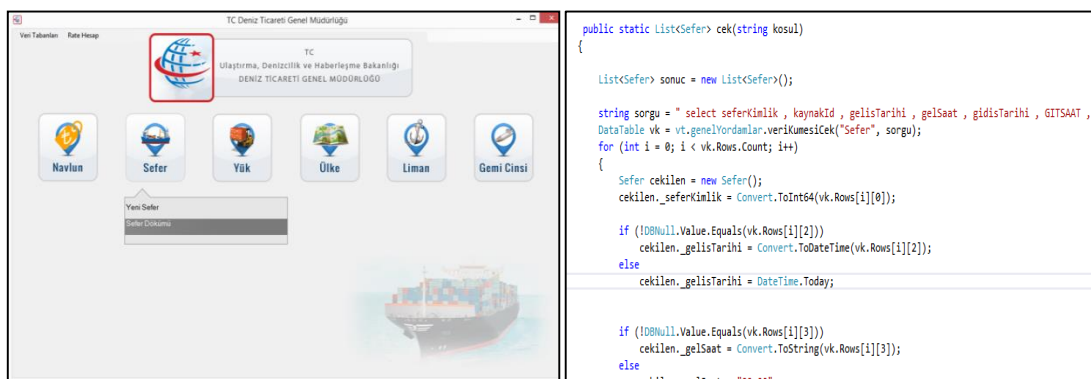 TC Deniz Ticareti Genel Müdürlüğü
Veri Tabanları Rate Hesap
TC
Ulaştırma, Denizcilik ve Haberleşme Bakanlığı
DENİZ TİCARETİ GENEL MÜDÜRLÜĞÜ
Navlun Sefer Yük Ülke Liman Gemi Cinsi
Yeni Sefer
Sefer Dökümü
public static List<Sefer> cek(string kosul)
{
List<Sefer> sonuc = new List<Sefer>();
string sorgu = " select seferKimlik , kaynakId , gelisTarihi , gelSaat , gidisTarihi , GITSAAT ,
DataTable vk = vt.genelYordamlar.veriKumesiCek("Sefer", sorgu);
for (int i = 0; i < vk.Rows.Count; i++)
{
Sefer cekilen = new Sefer();
cekilen._seferKimlik = Convert.ToInt64(vk.Rows[i][0]);
if (!DBNull.Value.Equals(vk.Rows[i][2]))
cekilen._gelisTarihi = Convert.ToDateTime(vk.Rows[i][2]);
else
cekilen._gelisTarihi = DateTime.Today;
if (!DBNull.Value.Equals(vk.Rows[i][3]))
cekilen._gelSaat = Convert.ToString(vk.Rows[i][3]);
else